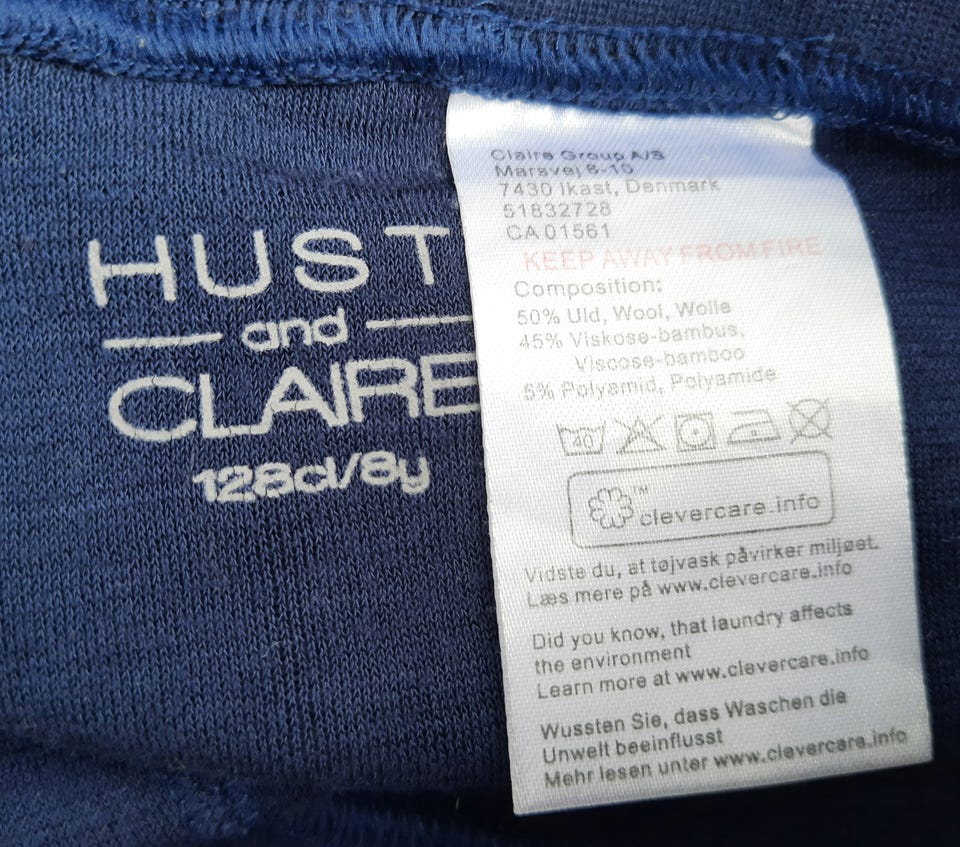 HUST
and
CLAIRE
128cl/8y
Claire Group A/S
Marsvej 6-10
7430 Ikast, Denmark
51832728
CA 01561
KEEP AWAY FROM FIRE
Composition:
50% Uld, Wool, Wolle
45% Viskose-bambus,
Viscose-bamboo
5% Polyamid, Polyamide
40
™
clevercare.info
Vidste du, at tøjvask påvirker miljøet.
Læs mere på www.clevercare.info
Did you know, that laundry affects
the environment
Learn more at www.clevercare.info
Wussten Sie, dass Waschen die
Unwelt beeinflusst
Mehr lesen unter www.clevercare.info